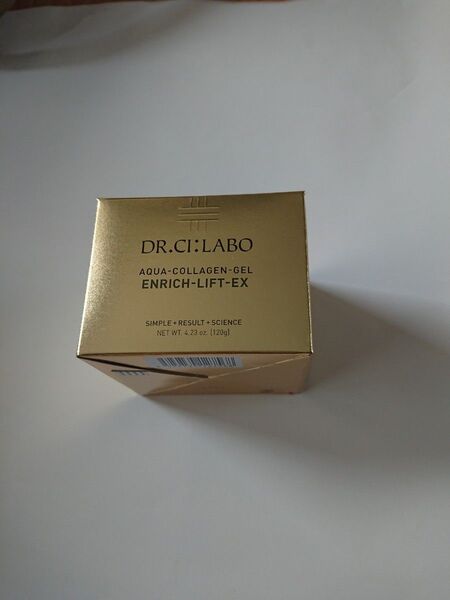 DR.CI:LABO
AQUA-COLLAGEN-GEL
ENRICH-LIFT-EX
SIMPLE+RESULT+SCIENCE
NET WT. 4.23 oz. [120g]